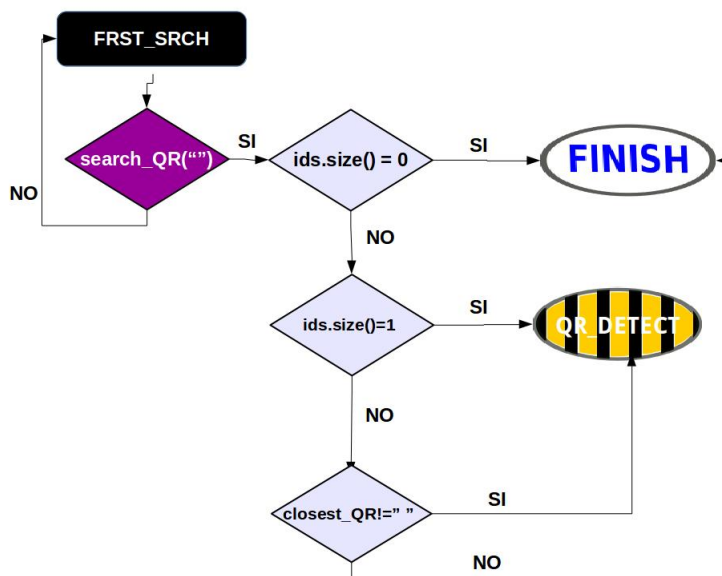 FRST_SRCH
search_QR(“”)
SI
ids.size() = 0
SI
FINISH
NO
NO
ids.size()=1
SI
QR_DETECT
NO
closest_QR!=” ”
SI
NO